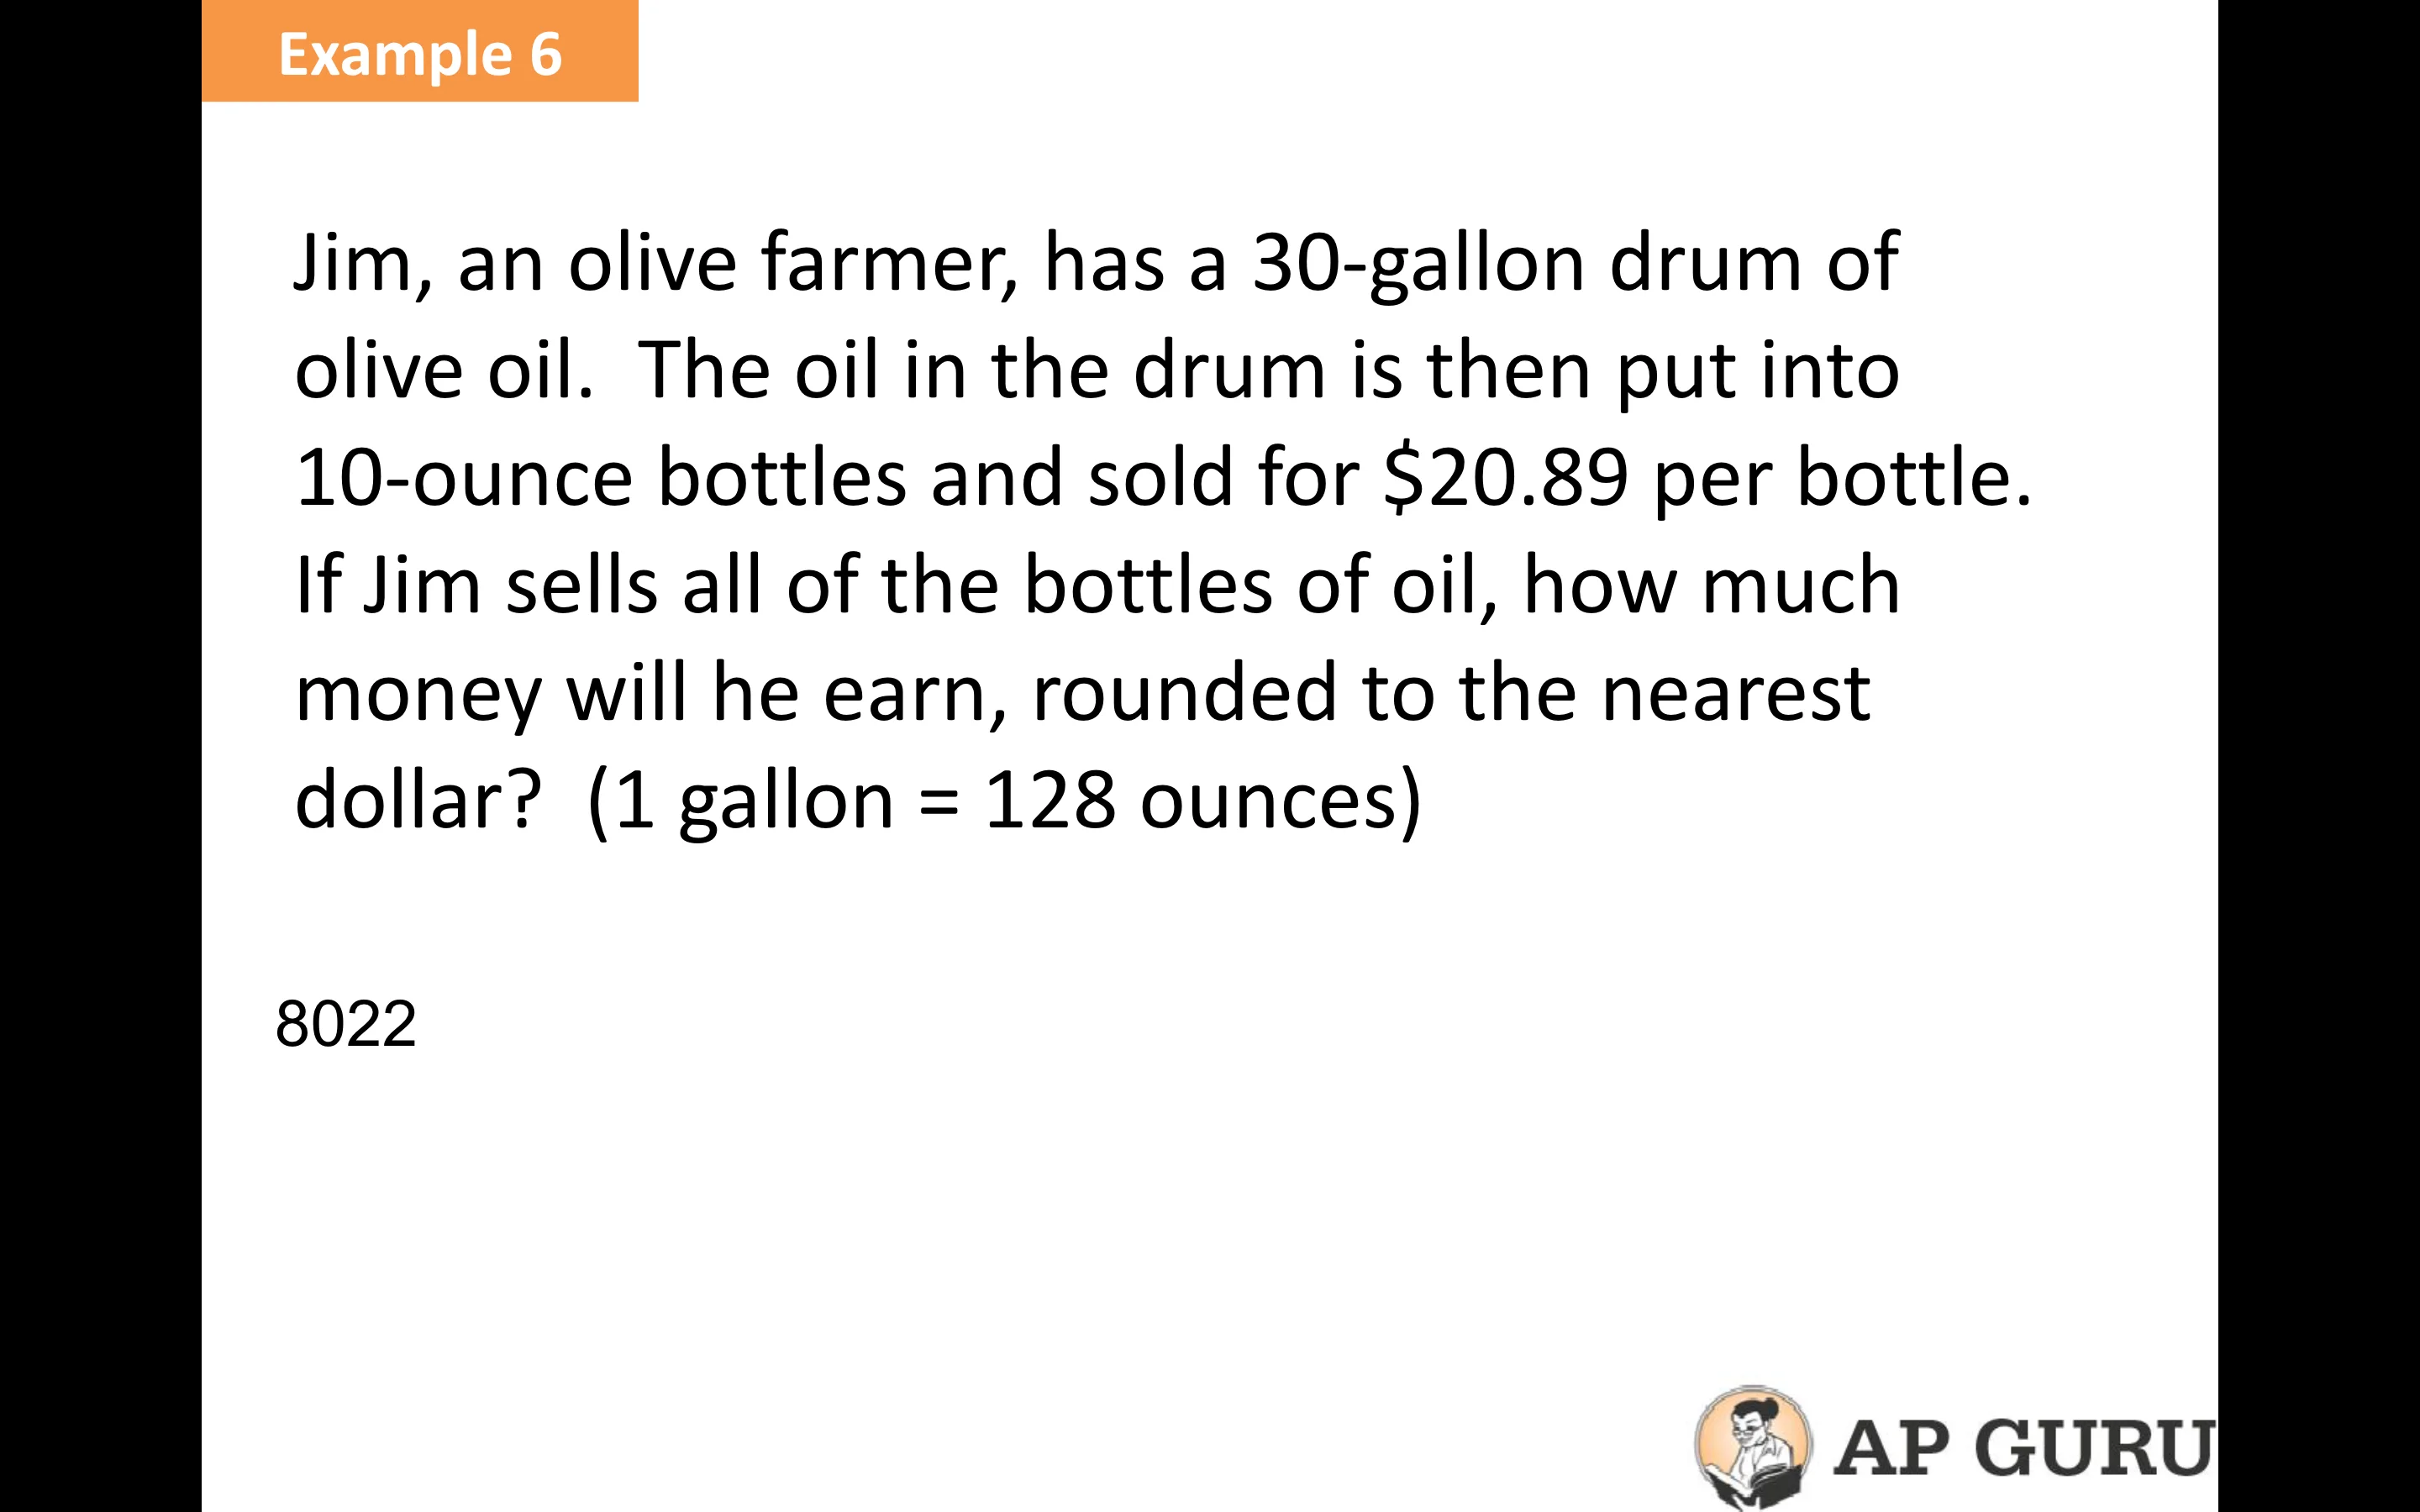 Example 6
Jim, an olive farmer, has a 30-gallon drum of
olive oil.  The oil in the drum is then put into
10-ounce bottles and sold for $20.89 per bottle.
If Jim sells all of the bottles of oil, how much
money will he earn, rounded to the nearest
dollar?  (1 gallon = 128 ounces)
8022
AP GURU